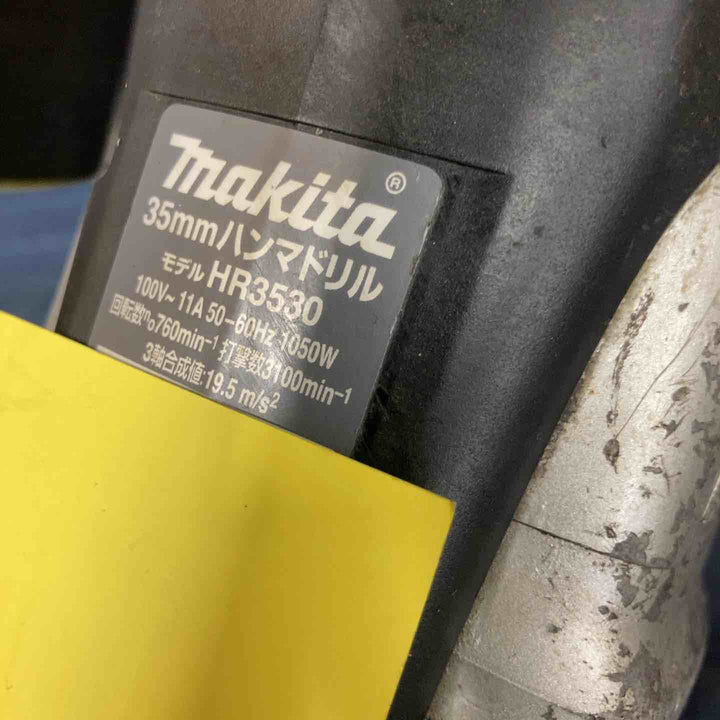 makita®
35mmハンマドリル
モデル HR3530
100V~ 11A 50-60Hz 1050W
回転数n₀760min⁻¹ 打撃数3100min⁻¹
3軸合成値:19.5 m/s²